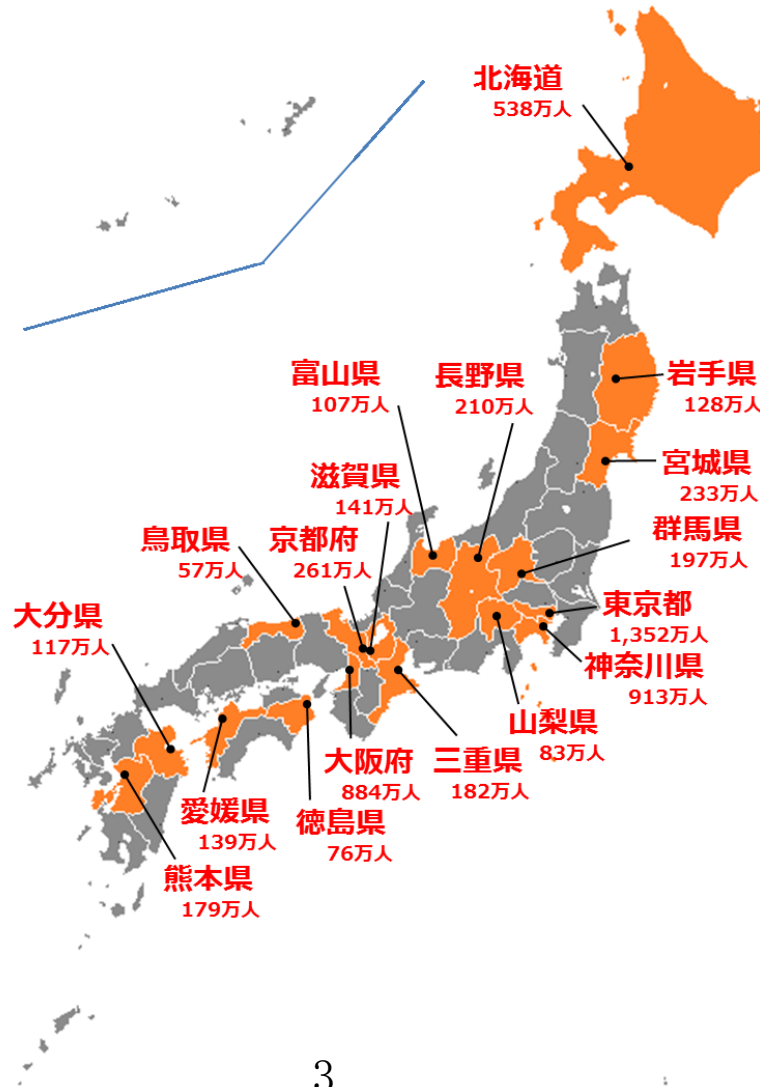 北海道
538万人
富山県
107万人
長野県
210万人
岩手県
128万人
宮城県
233万人
滋賀県
141万人
群馬県
197万人
鳥取県
57万人
京都府
261万人
東京都
1,352万人
大分県
117万人
神奈川県
913万人
山梨県
83万人
大阪府
884万人
三重県
182万人
愛媛県
139万人
徳島県
76万人
熊本県
179万人
3